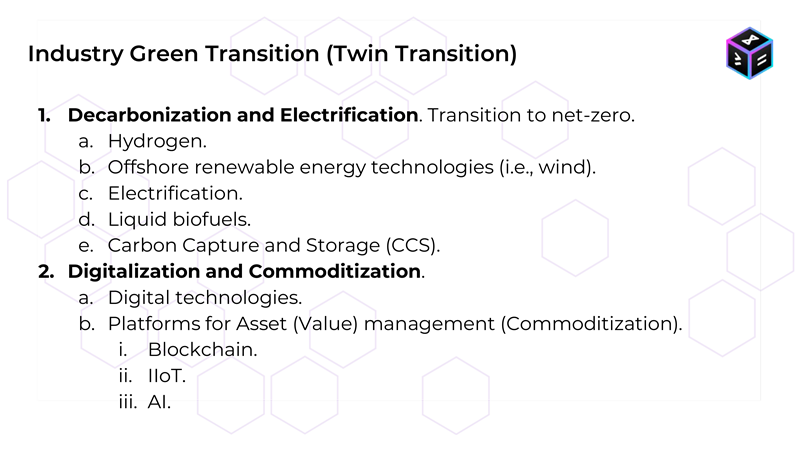 Industry Green Transition (Twin Transition)
1. Decarbonization and Electrification. Transition to net-zero.
a. Hydrogen.
b. Offshore renewable energy technologies (i.e., wind).
c. Electrification.
d. Liquid biofuels.
e. Carbon Capture and Storage (CCS).
2. Digitalization and Commoditization.
a. Digital technologies.
b. Platforms for Asset (Value) management (Commoditization).
i. Blockchain.
ii. IIoT.
iii. AI.